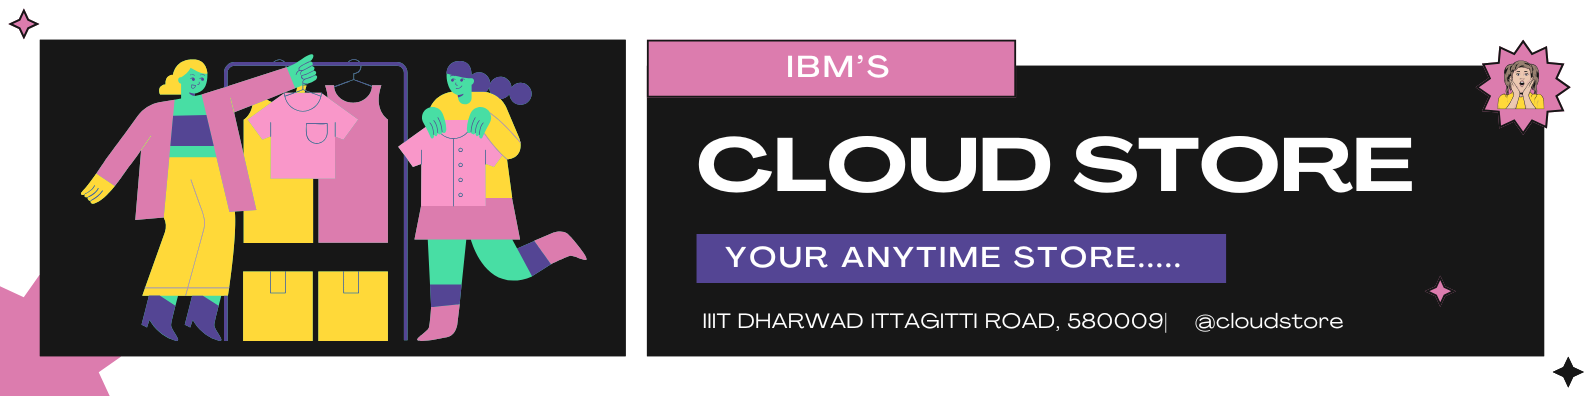 IBM'S
CLOUD STORE
YOUR ANYTIME STORE.....
IIIT DHARWAD ITTAGITTI ROAD, 580009| @cloudstore